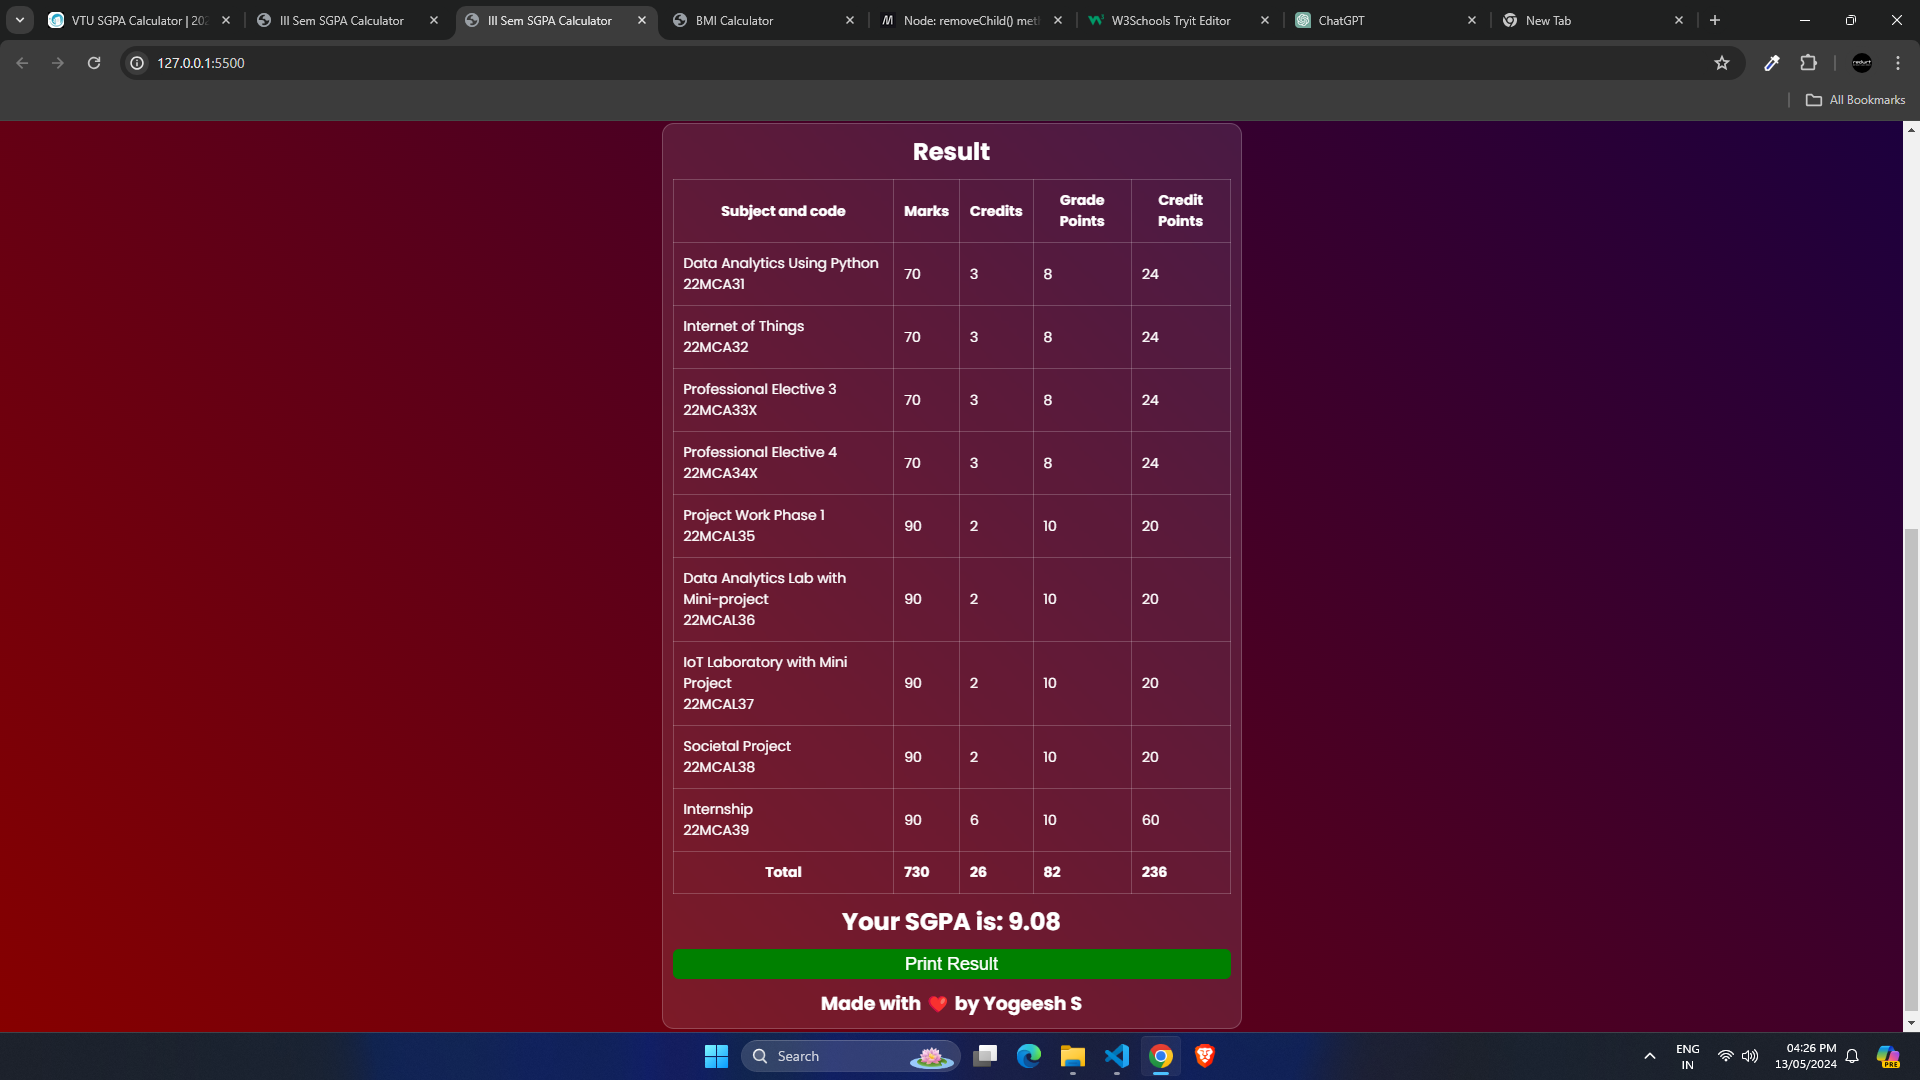 VTU SGPA Calculator | 202
III Sem SGPA Calculator
III Sem SGPA Calculator
BMI Calculator
Node: removeChild() meth
W3Schools Tryit Editor
ChatGPT
New Tab
127.0.0.1:5500
All Bookmarks
Result
Subject and code Marks Credits Grade Points Credit Points
Data Analytics Using Python
22MCA31 70 3 8 24
Internet of Things
22MCA32 70 3 8 24
Professional Elective 3
22MCA33X 70 3 8 24
Professional Elective 4
22MCA34X 70 3 8 24
Project Work Phase 1
22MCAL35 90 2 10 20
Data Analytics Lab with
Mini-project
22MCAL36 90 2 10 20
IoT Laboratory with Mini
Project
22MCAL37 90 2 10 20
Societal Project
22MCAL38 90 2 10 20
Internship
22MCA39 90 6 10 60
Total 730 26 82 236
Your SGPA is: 9.08
Print Result
Made with ❤️ by Yogeesh S
Search
ENG
IN
04:26 PM
13/05/2024
PRE